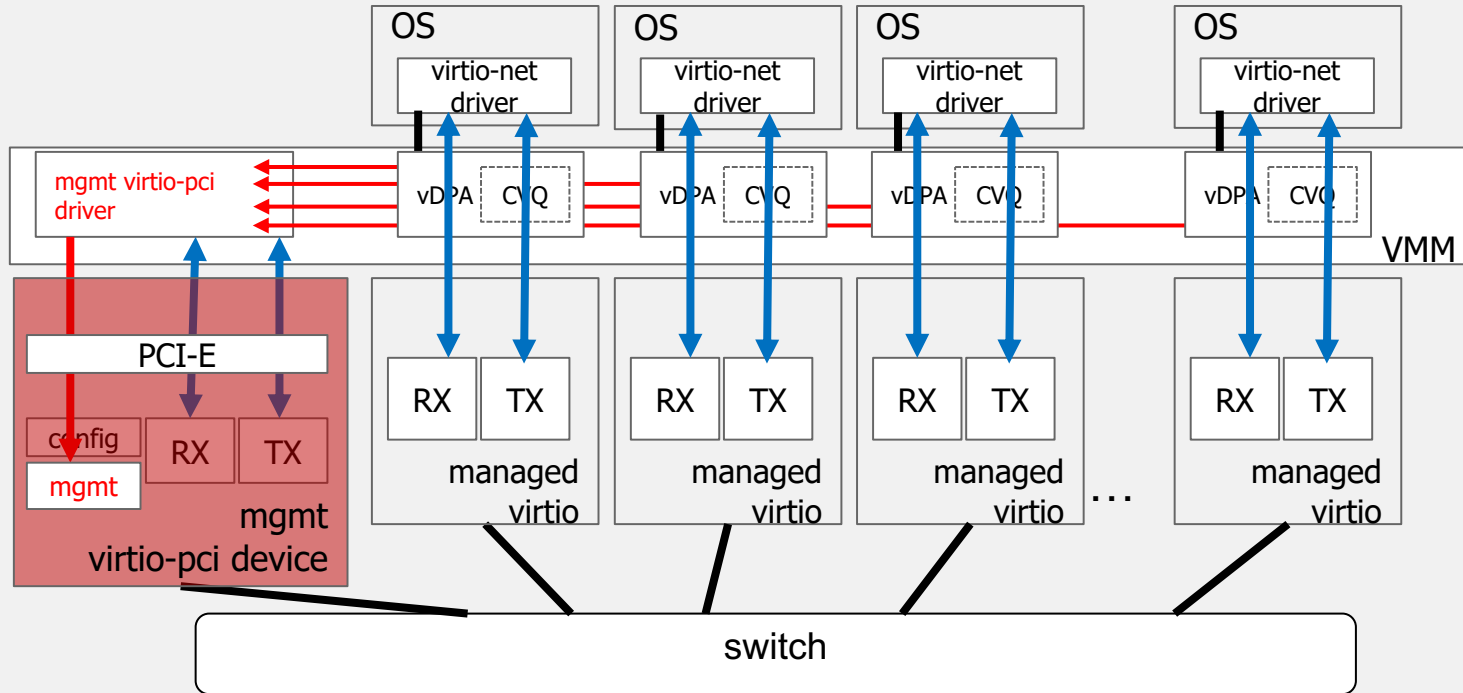 OS
virtio-net
driver
OS
virtio-net
driver
OS
virtio-net
driver
OS
virtio-net
driver
mgmt virtio-pci
driver
vDPA
CVQ
vDPA
CVQ
vDPA
CVQ
vDPA
CVQ
VMM
PCI-E
config
mgmt
RX
TX
mgmt
virtio-pci device
RX
TX
managed
virtio
RX
TX
managed
virtio
RX
TX
managed
virtio
...
RX
TX
managed
virtio
switch